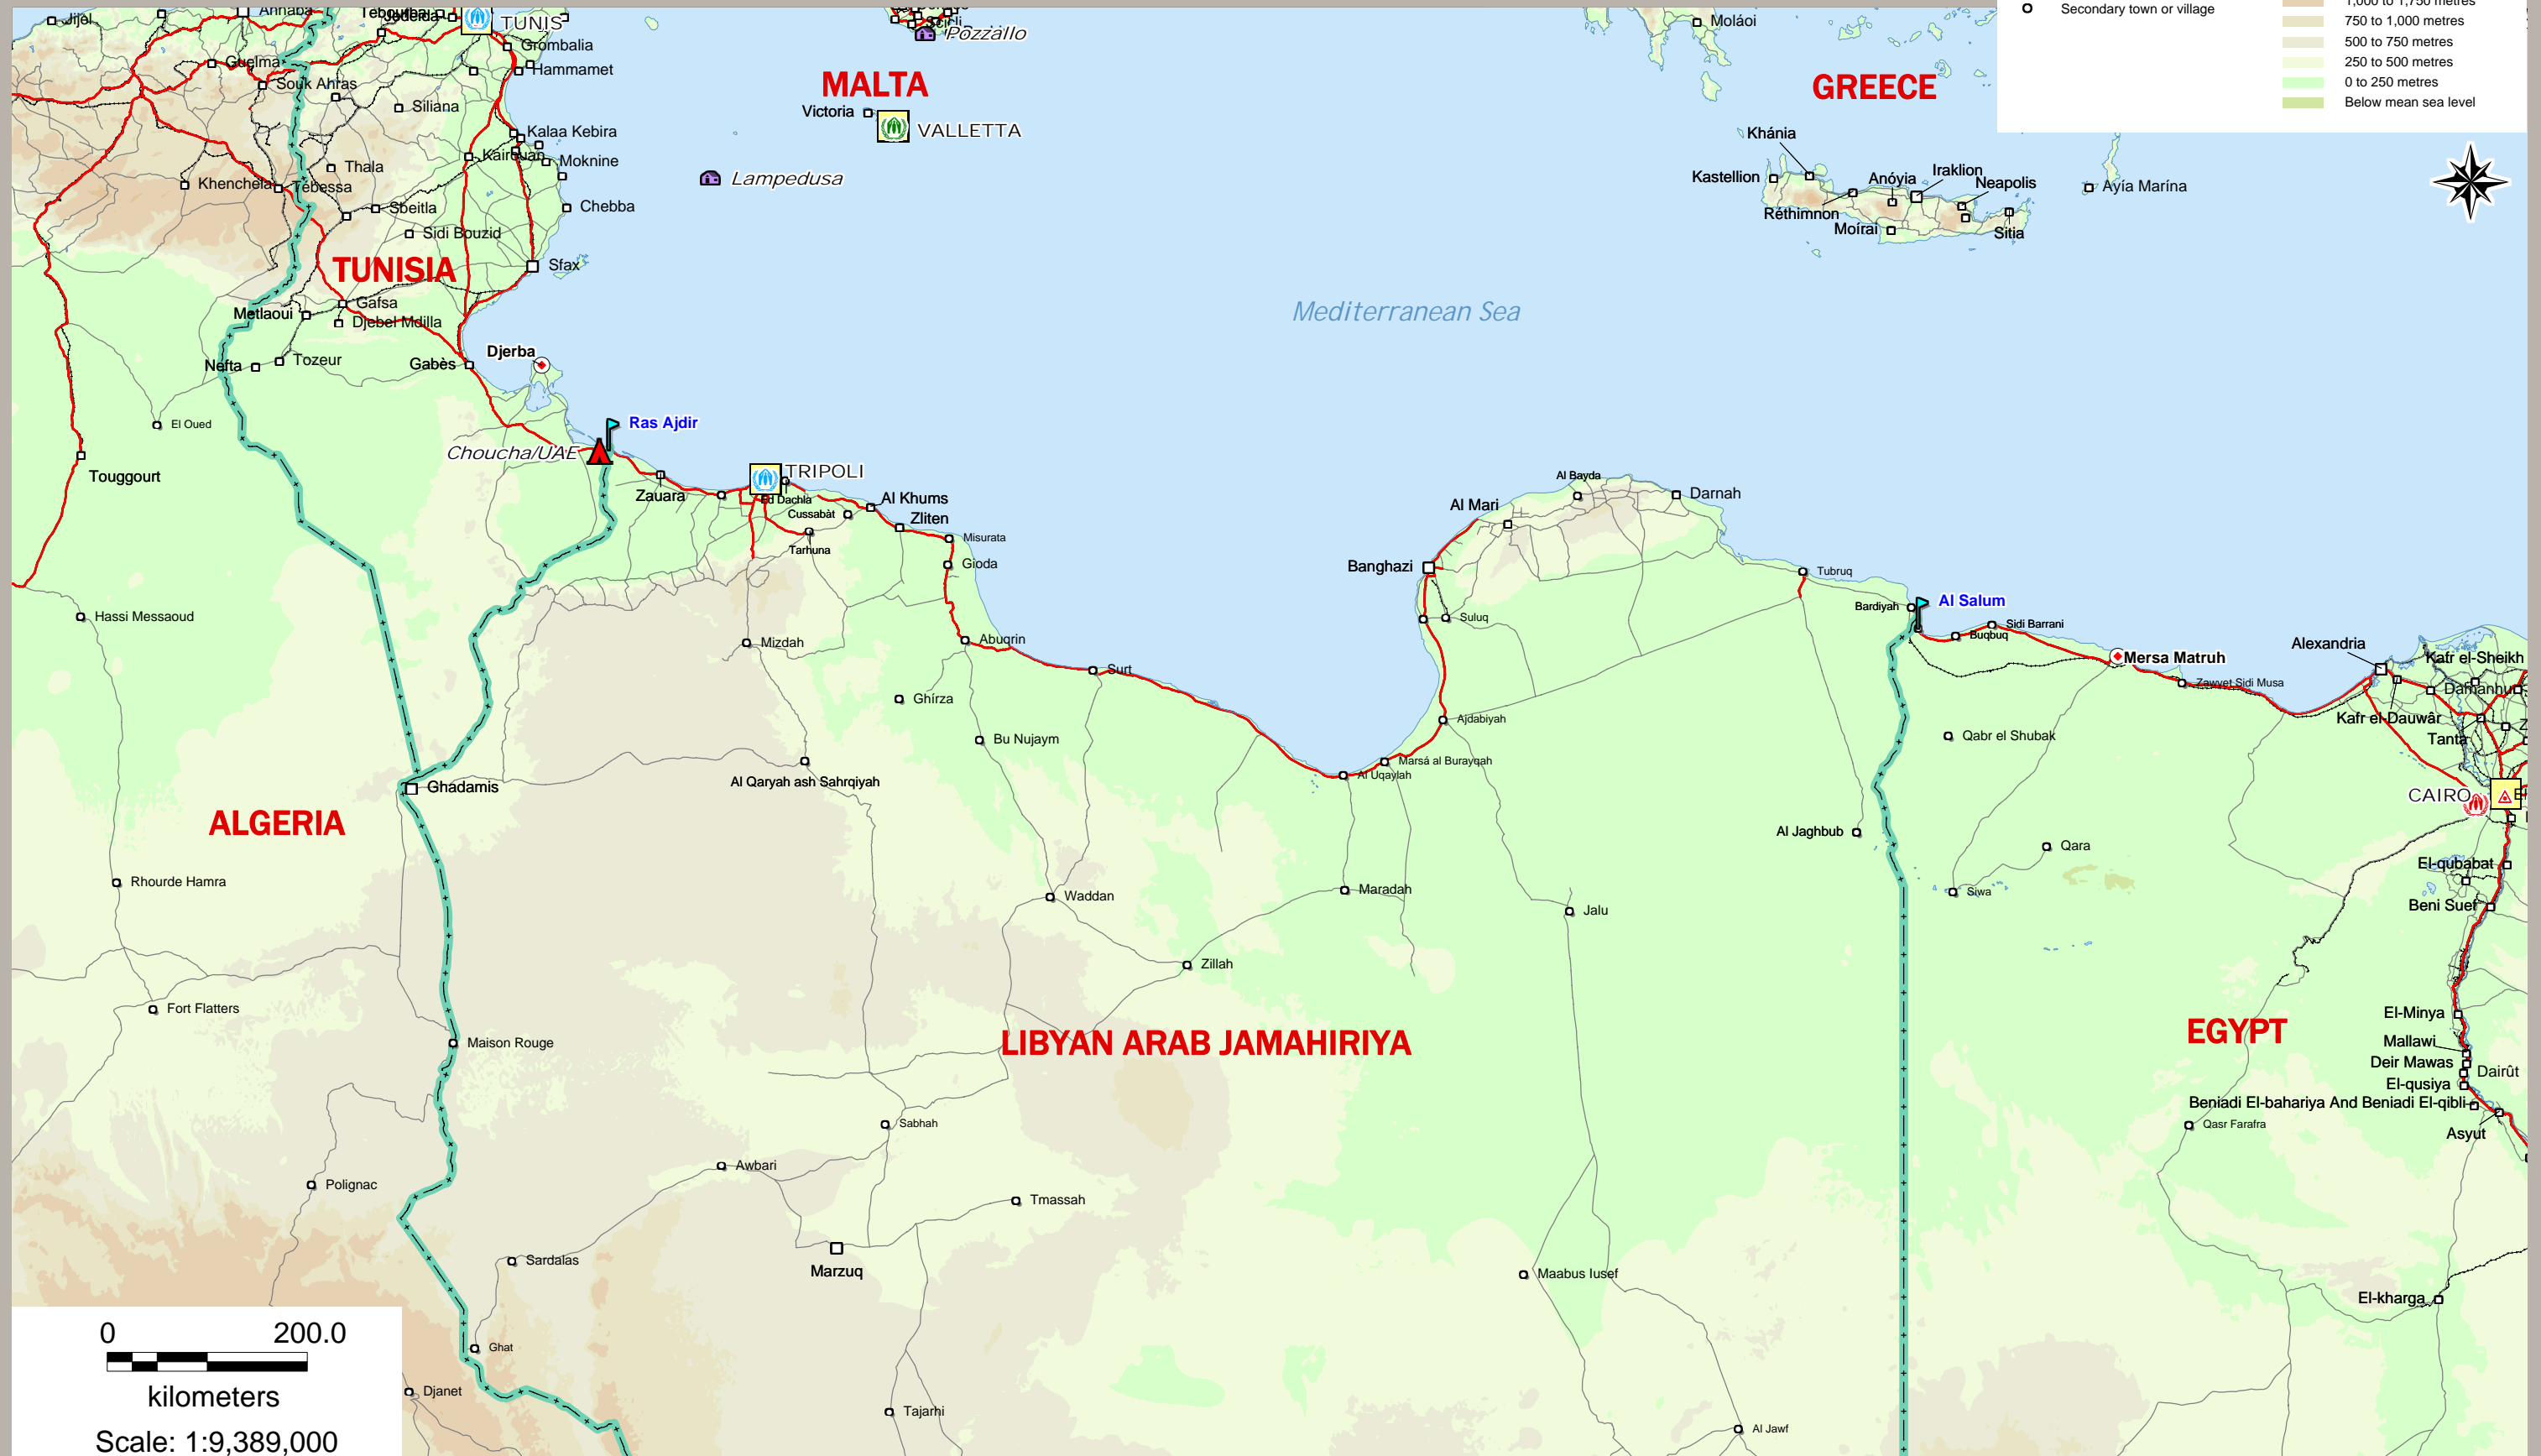 Jijel
Annaba
TUNIS
Grombalia
Hammamet
Guelma
Souk Ahras
Siliana
Kalaa Kebira
Kairouan
Moknine
Thala
Khenchela
Tébessa
Sbeitla
Chebba
Sidi Bouzid
Sfax
TUNISIA
Gafsa
Metlaoui
Djebel Mdilla
Nefta
Tozeur
Gabès
Djerba
El Oued
Touggourt
Choucha/UAE
Ras Ajdir
Hassi Messaoud
Scicli
Pozzallo
MALTA
Victoria
VALLETTA
Lampedusa
Moláoi
GREECE
Khánia
Kastellion
Anóyia
Iraklion
Neapolis
Réthimnon
Moírai
Sitia
Ayía Marína
Secondary town or village
1,000 to 1,750 metres
750 to 1,000 metres
500 to 750 metres
250 to 500 metres
0 to 250 metres
Below mean sea level
Mediterranean Sea
TRIPOLI
Zauara
Ed Dachla
Al Khums
Cussabàt
Zliten
Tarhuna
Misurata
Gioda
Mizdah
Abuqrin
Surt
Ghírza
Bu Nujaym
Al Qaryah ash Sahrqiyah
Al Bayda
Al Mari
Darnah
Banghazi
Suluq
Tubruq
Bardiyah
Al Salum
Buqbuq
Sidi Barrani
Mersa Matruh
Zawyet Sidi Musa
Alexandria
Kafr el-Sheikh
Damanhur
Kafr el-Dauwâr
Tanta
Ajdabiyah
Marsá al Burayqah
Al Uqaylah
Qabr el Shubak
CAIRO
Al Jaghbub
Qara
Siwa
El-qubabat
Beni Suef
Ghadamis
ALGERIA
Rhourde Hamra
Fort Flatters
Maison Rouge
Waddan
Maradah
Jalu
Zillah
LIBYAN ARAB JAMAHIRIYA
EGYPT
El-Minya
Mallawi
Deir Mawas
Dairût
El-qusiya
Beniadi El-bahariya And Beniadi El-qibli
Asyut
Qasr Farafra
Sabhah
Awbari
Polignac
Tmassah
Sardalas
Marzuq
Maabus Iusef
El-kharga
Ghat
Djanet
Tajarhi
Al Jawf
0 200.0
kilometers
Scale: 1:9,389,000